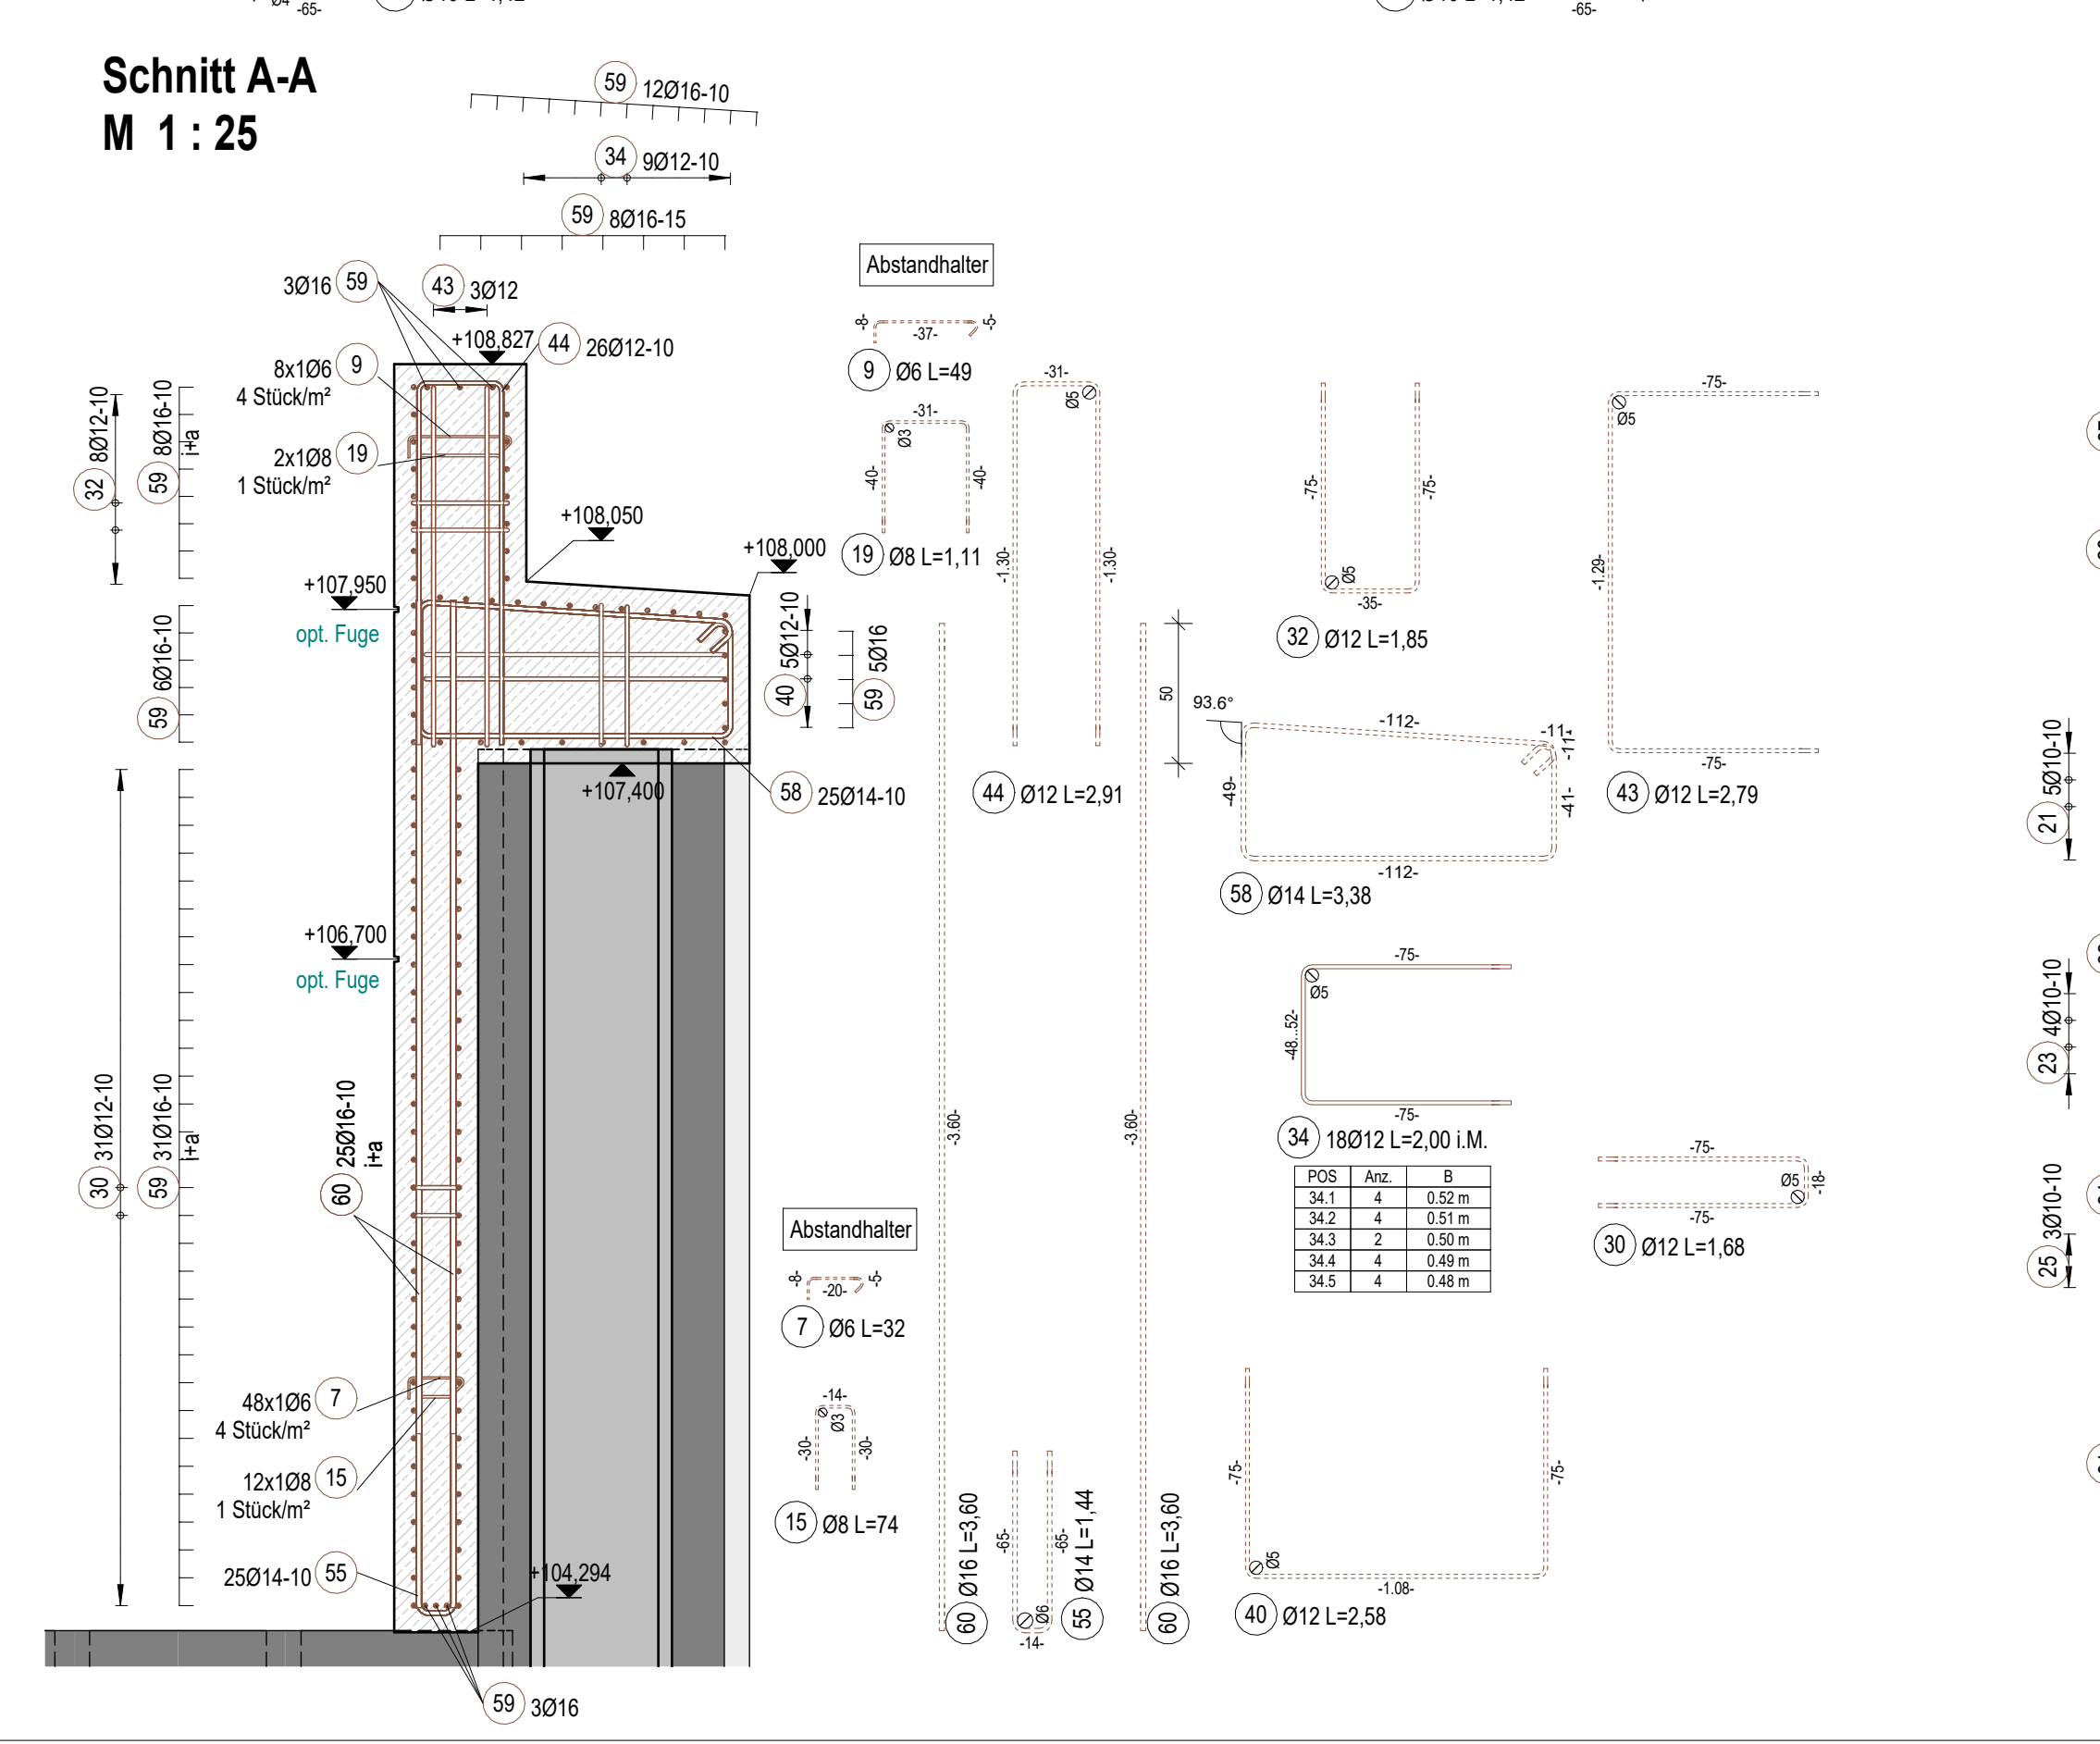 -65-
-65-
Schnitt A-A
M 1 : 25
59 12Ø16-10
34 9Ø12-10
59 8Ø16-15
3Ø16 59
43 3Ø12
+108,827
44 26Ø12-10
8x1Ø6 9
4 Stück/m²
2x1Ø8 19
1 Stück/m²
32 8Ø12-10
59 8Ø16-10
i+a
+108,050
+108,000
+107,950
opt. Fuge
59 6Ø16-10
40 5Ø12-10
59 5Ø16
+107,400
58 25Ø14-10
+106,700
opt. Fuge
30 31Ø12-10
59 31Ø16-10
i+a
60 25Ø16-10
i+a
48x1Ø6 7
4 Stück/m²
12x1Ø8 15
1 Stück/m²
25Ø14-10 55
+104,294
59 3Ø16
Abstandhalter
-8-
-37-
-5-
9 Ø6 L=49
-31-
Ø3
-40-
-40-
19 Ø8 L=1,11
-31-
Ø5
-1.30-
-1.30-
44 Ø12 L=2,91
-75-
-75-
Ø5
-35-
32 Ø12 L=1,85
-75-
Ø5
-1.29-
-75-
43 Ø12 L=2,79
50
93.6°
-112-
-11-
-11-
-49-
-41-
-112-
58 Ø14 L=3,38
-75-
Ø5
-48...52-
-75-
34 18Ø12 L=2,00 i.M.
POS Anz. B
34.1 4 0.52 m
34.2 4 0.51 m
34.3 2 0.50 m
34.4 4 0.49 m
34.5 4 0.48 m
-75-
Ø5
-18-
-75-
30 Ø12 L=1,68
Abstandhalter
-8-
-20-
-5-
7 Ø6 L=32
-14-
Ø3
-30-
-30-
15 Ø8 L=74
-3.60-
60 Ø16 L=3,60
-65-
-65-
Ø6
-14-
55 Ø14 L=1,44
-3.60-
60 Ø16 L=3,60
-75-
-75-
Ø5
-1.08-
40 Ø12 L=2,58
21 5Ø10-10
23 4Ø10-10
25 3Ø10-10